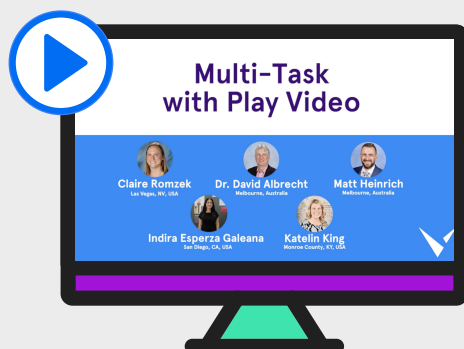 Multi-Task
with Play Video
Claire Romzek
Las Vegas, NV, USA
Dr. David Albrecht
Melbourne, Australia
Matt Heinrich
Melbourne, Australia
Indira Esperza Galeana
San Diego, CA, USA
Katelin King
Monroe County, KY, USA